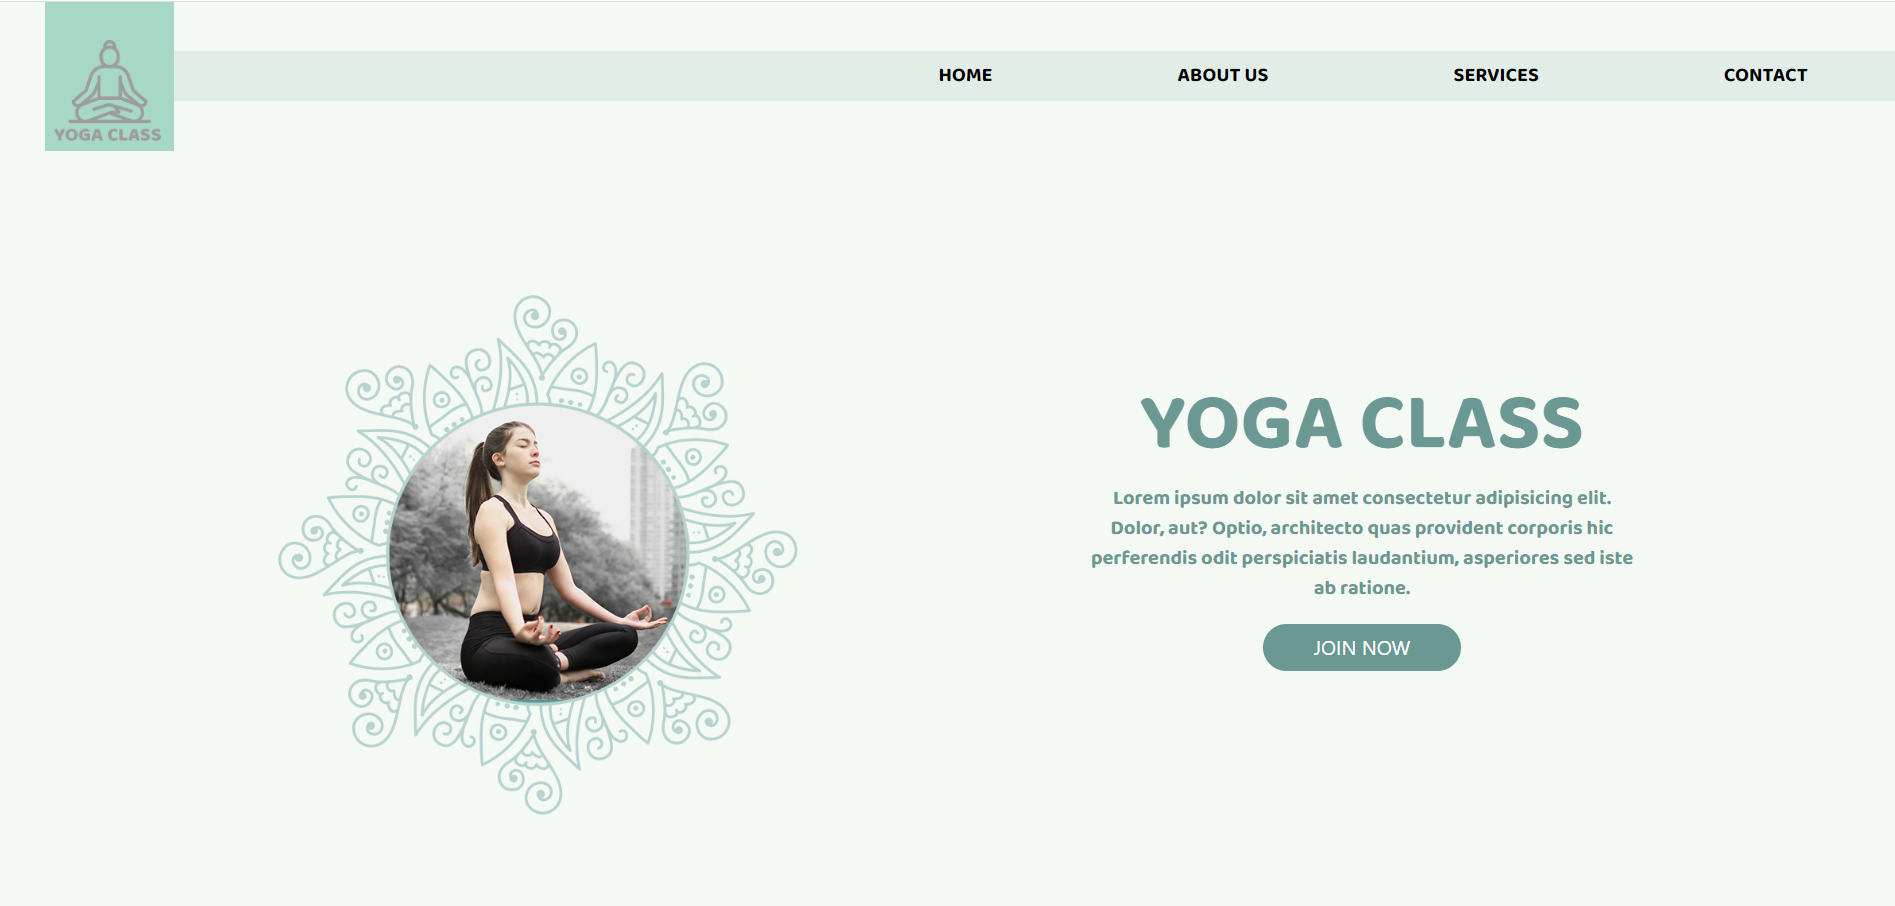 YOGA CLASS
HOME
ABOUT US
SERVICES
CONTACT
YOGA CLASS
Lorem ipsum dolor sit amet consectetur adipisicing elit.
Dolor, aut? Optio, architecto quas provident corporis hic
perferendis odit perspiciatis laudantium, asperiores sed iste
ab ratione.
JOIN NOW